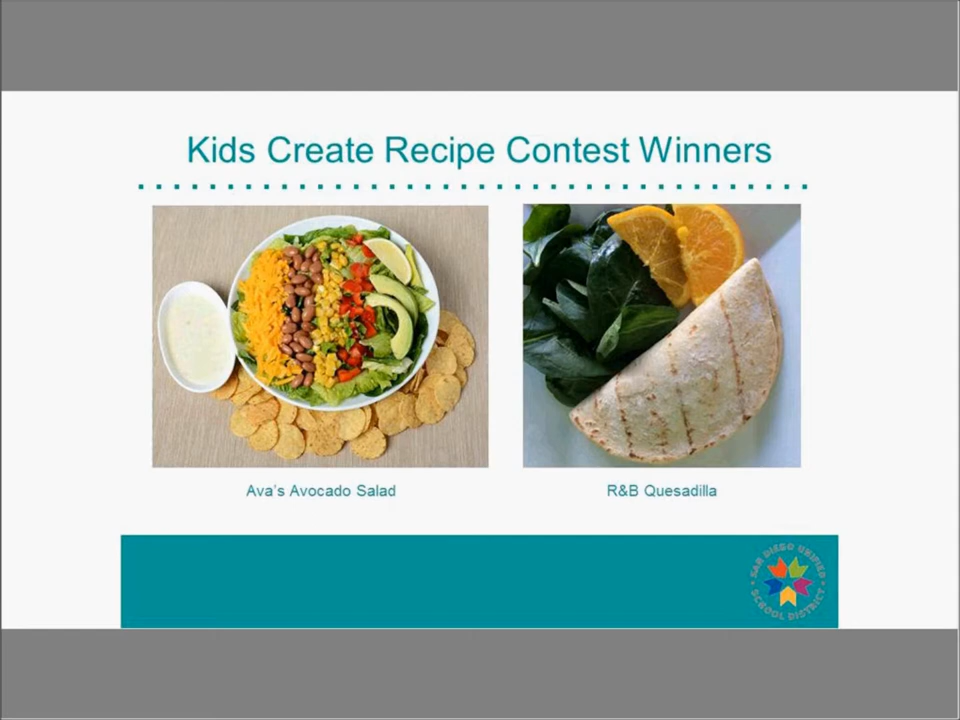 Kids Create Recipe Contest Winners
Ava's Avocado Salad
R&B Quesadilla
SAN DIEGO UNIFIED
SCHOOL DISTRICT